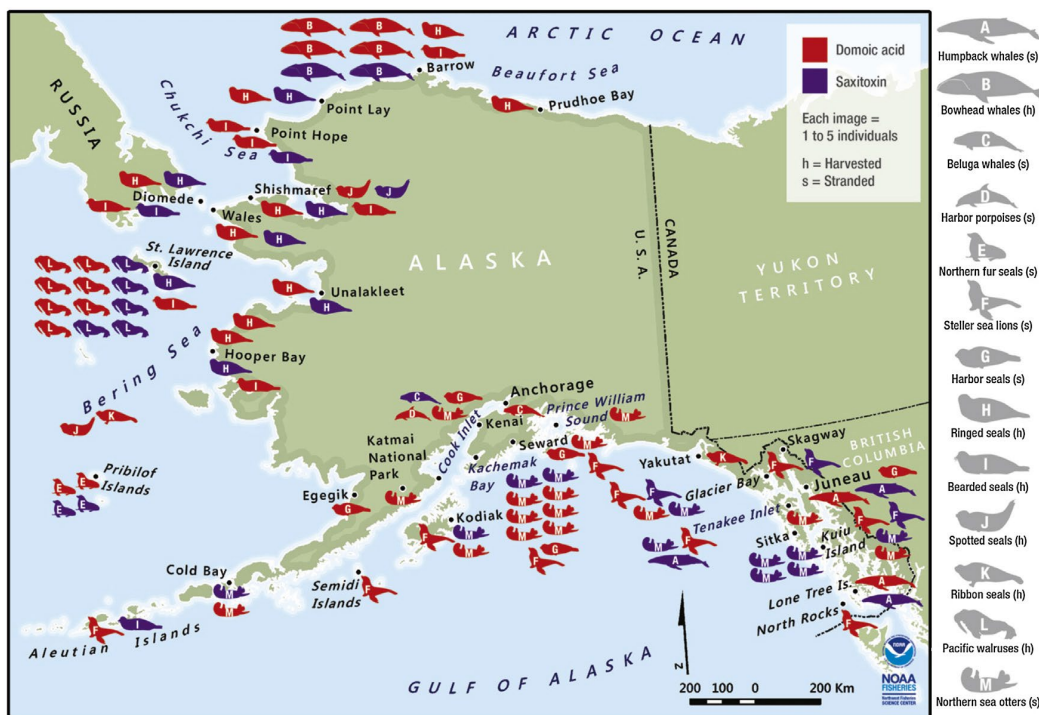 ARCTIC OCEAN
Beaufort Sea
Barrow
Prudhoe Bay
Point Lay
Chukchi Sea
Point Hope
RUSSIA
Diomede
Wales
Shishmaref
St. Lawrence
Island
Unalakleet
ALASKA
U.S.A.
CANADA
YUKON
TERRITORY
Bering Sea
Hooper Bay
Pribilof
Islands
Anchorage
Kenai
Cook Inlet
Prince William
Sound
Seward
Katmai
National
Park
Kachemak
Bay
Egegik
Kodiak
Cold Bay
Semidi
Islands
Aleutian Islands
Yakutat
Skagway
BRITISH
COLUMBIA
Glacier Bay
Juneau
Tenakee Inlet
Sitka
Kuiu
Island
Lone Tree Is.
North Rocks
GULF OF ALASKA
N
200 100 0 200 Km
NOAA
FISHERIES
Northwest Fisheries
SCIENCE CENTER
Domoic acid
Saxitoxin
Each image =
1 to 5 individuals
h = Harvested
s = Stranded
A
Humpback whales (s)
B
Bowhead whales (h)
C
Beluga whales (s)
D
Harbor porpoises (s)
E
Northern fur seals (s)
F
Steller sea lions (s)
G
Harbor seals (s)
H
Ringed seals (h)
I
Bearded seals (h)
J
Spotted seals (h)
K
Ribbon seals (h)
L
Pacific walruses (h)
M
Northern sea otters (s)